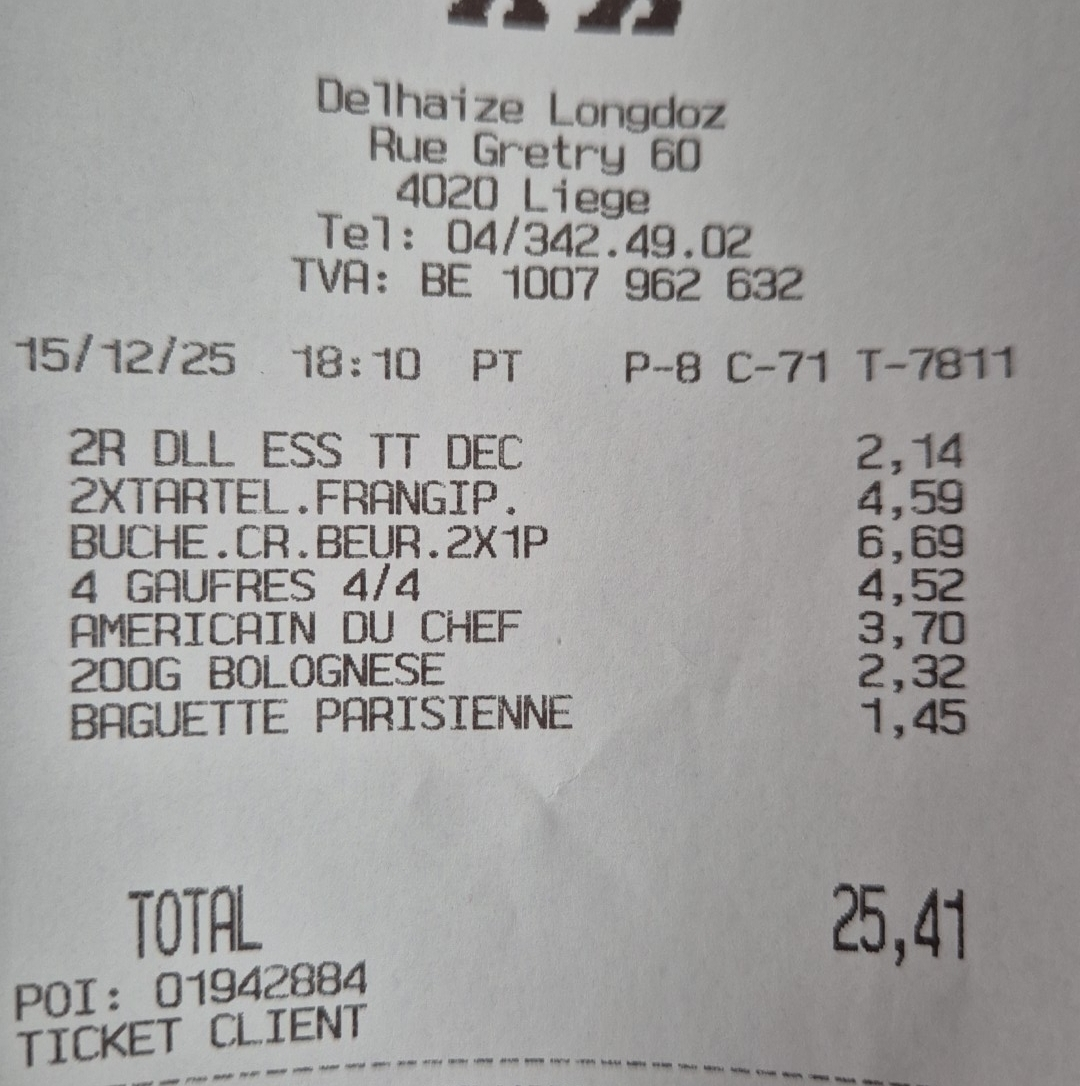 Delhaize Longdoz
Rue Gretry 60
4020 Liege
Tel: 04/342.49.02
TVA: BE 1007 962 632
15/12/25 18:10 PT P-8 C-71 T-7811
2R DLL ESS TT DEC 2,14
2XTARTEL.FRANGIP. 4,59
BUCHE.CR.BEUR.2X1P 6,69
4 GAUFRES 4/4 4,52
AMERICAIN DU CHEF 3,70
200G BOLOGNESE 2,32
BAGUETTE PARISIENNE 1,45
TOTAL 25,41
POI: 01942884
TICKET CLIENT